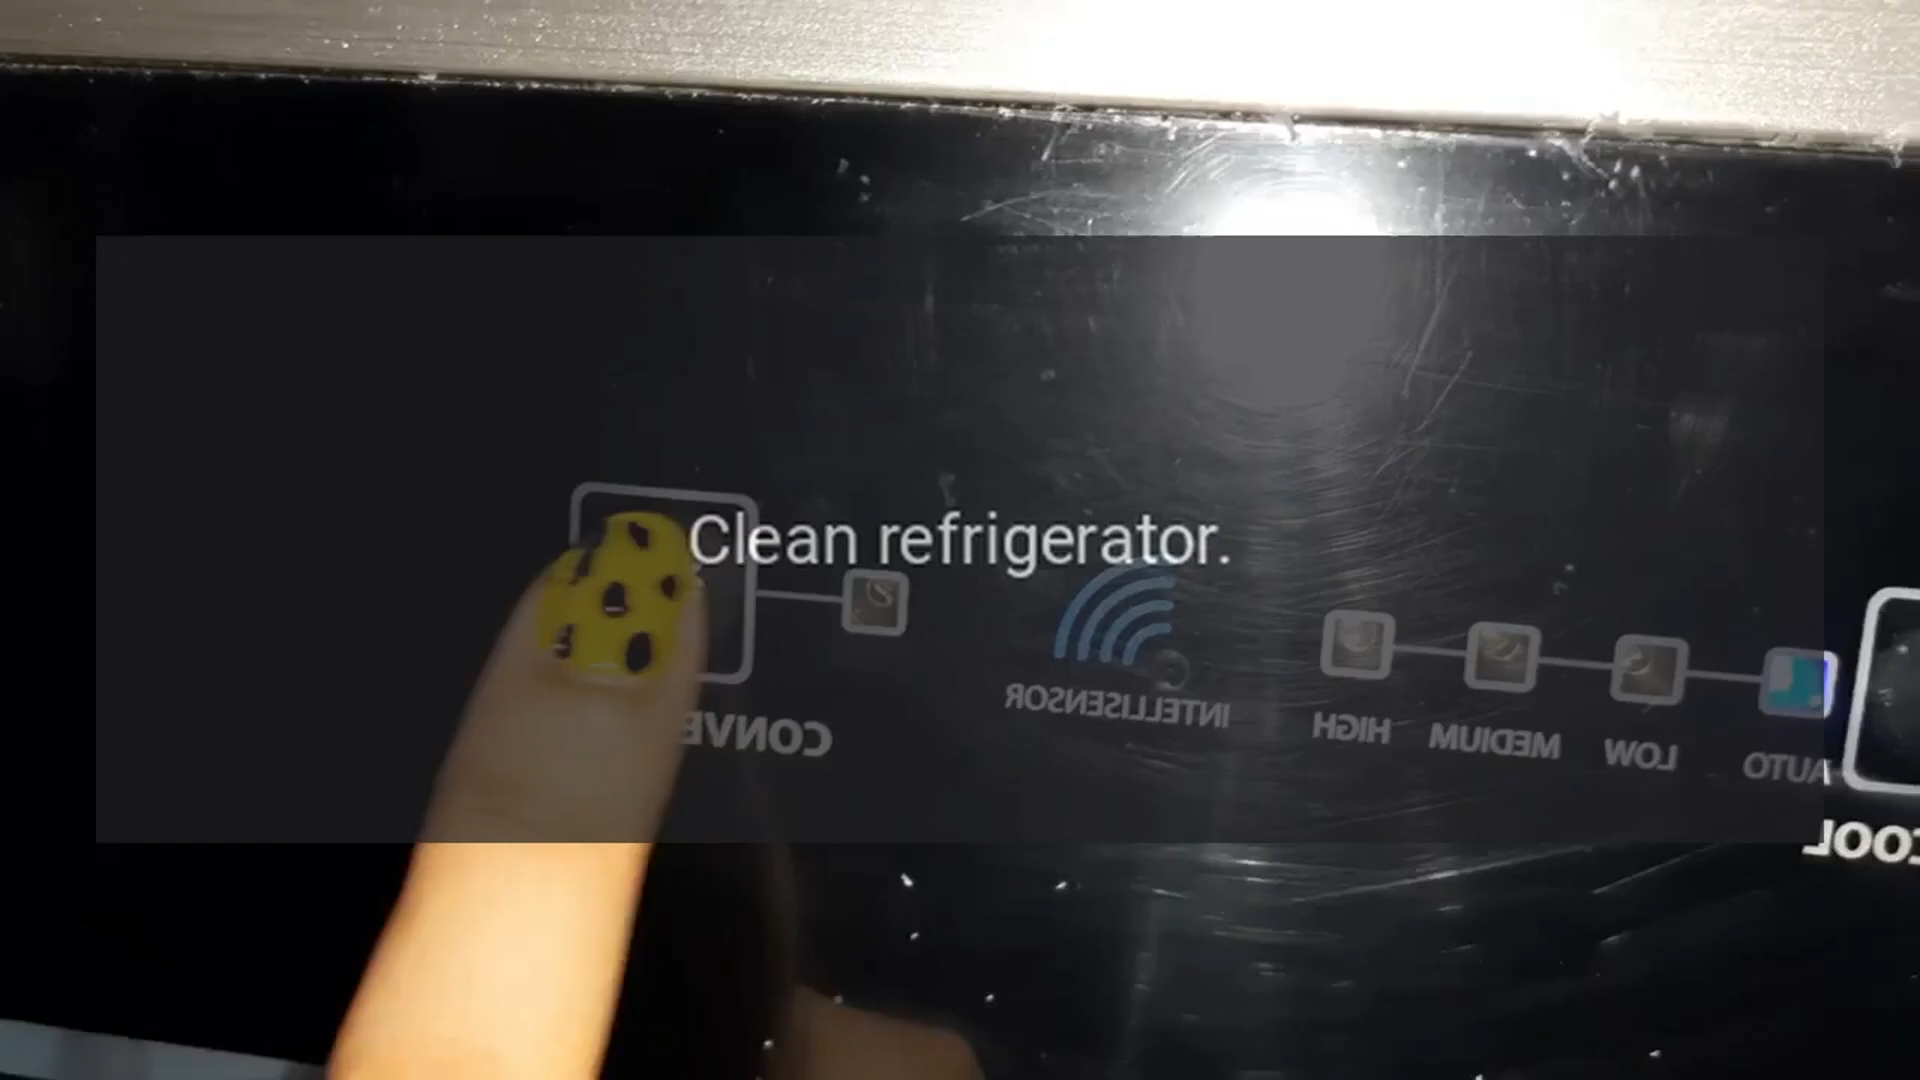 Clean refrigerator.
CONVE
INTELLISENSOR
HIGH
MEDIUM
LOW
AUTO
COOL